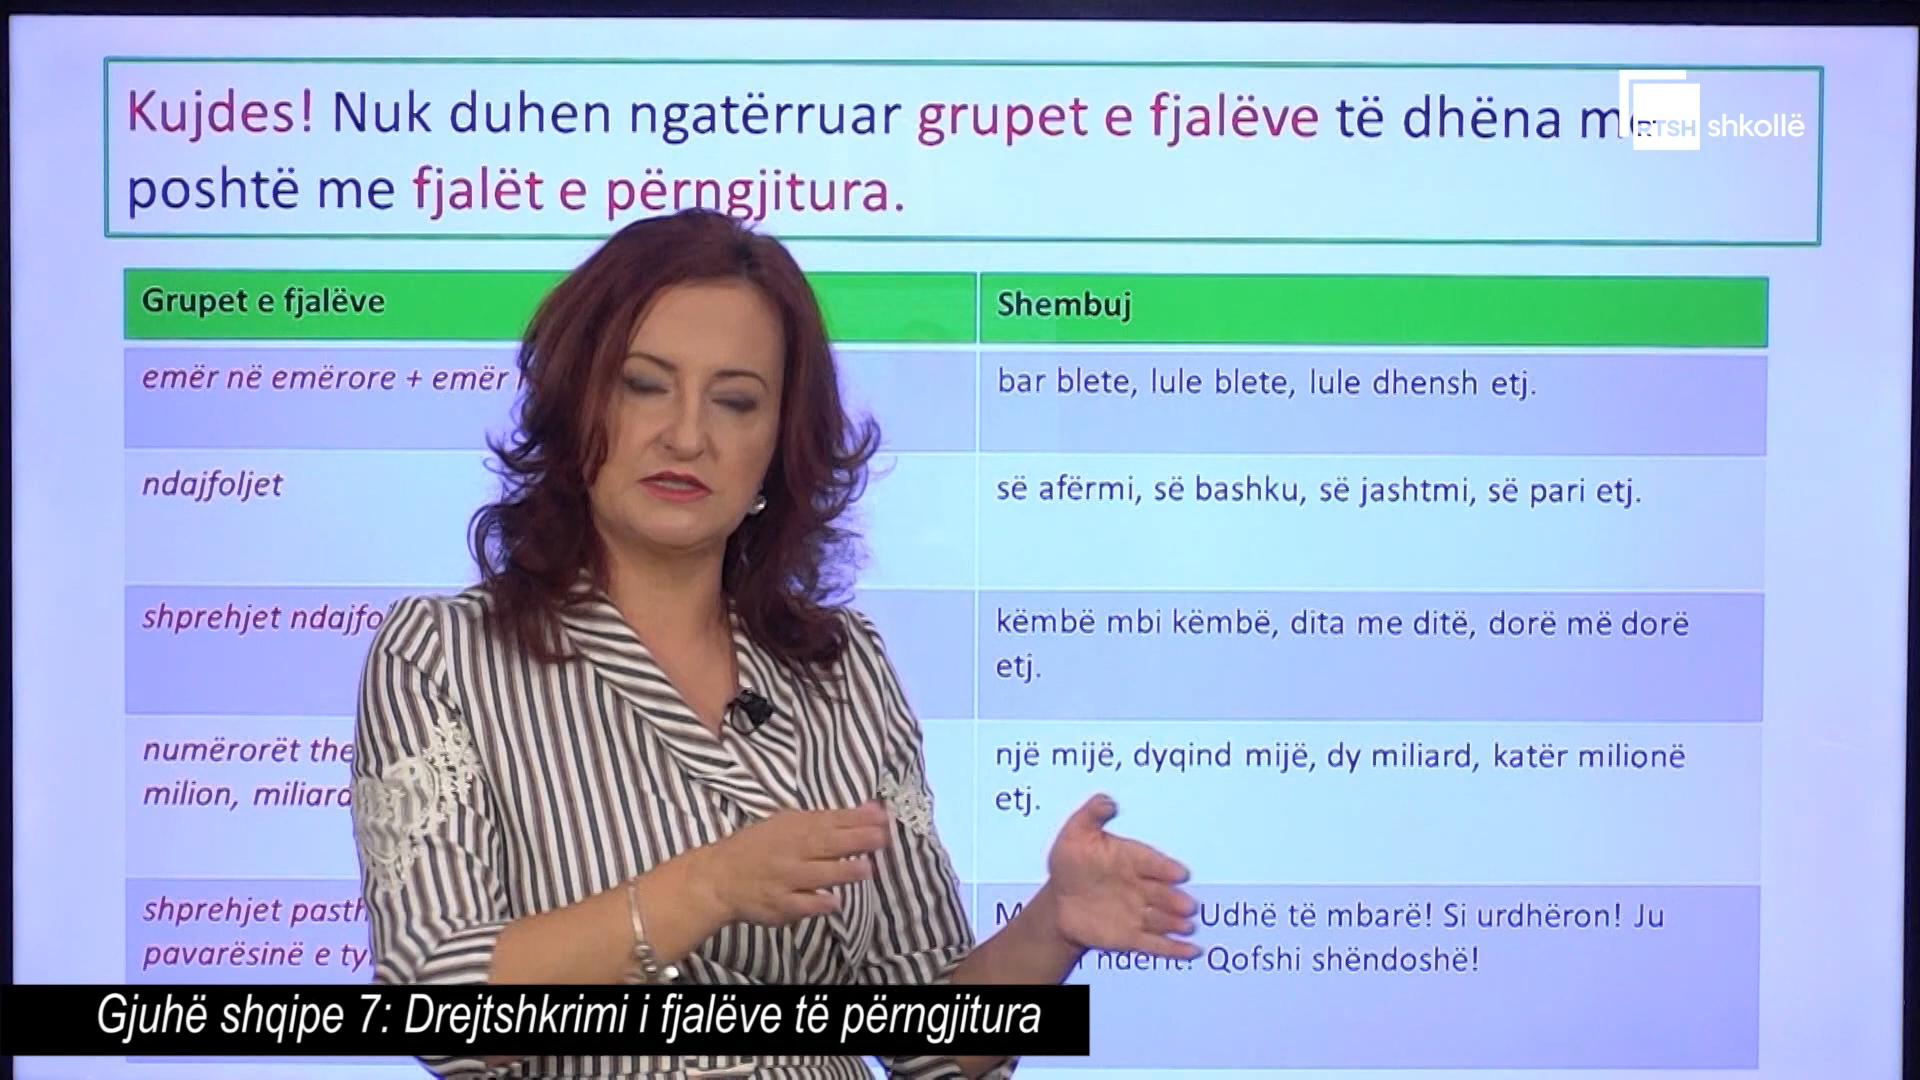 Kujdes! Nuk duhen ngatërruar grupet e fjalëve të dhëna
RTSH shkollë
poshtë me fjalët e përngjitura.
Grupet e fjalëve
Shembuj
emër në emërore + emër
bar blete, lule blete, lule dhensh etj.
ndajfoljet
së afërmi, së bashku, së jashtmi, së pari etj.
shprehjet
këmbë mbi këmbë, dita me ditë, dorë më dorë
etj.
numërorët
një mijë, dyqind mijë, dy miliard, katër milionë
milion, miliard
etj.
shprehjet
Udhë të mbarë! Si urdhëron! Ju
pavarësinë e
Qofshi shëndoshë!
Gjuhë shqipe 7: Drejtshkrimi i fjalëve të përngjitura